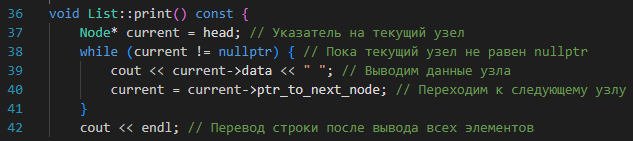 36 void List::print() const {
37     Node* current = head; // Указатель на текущий узел
38     while (current != nullptr) { // Пока текущий узел не равен nullptr
39         cout << current->data << " "; // Выводим данные узла
40         current = current->ptr_to_next_node; // Переходим к следующему узлу
41     }
42     cout << endl; // Перевод строки после вывода всех элементов